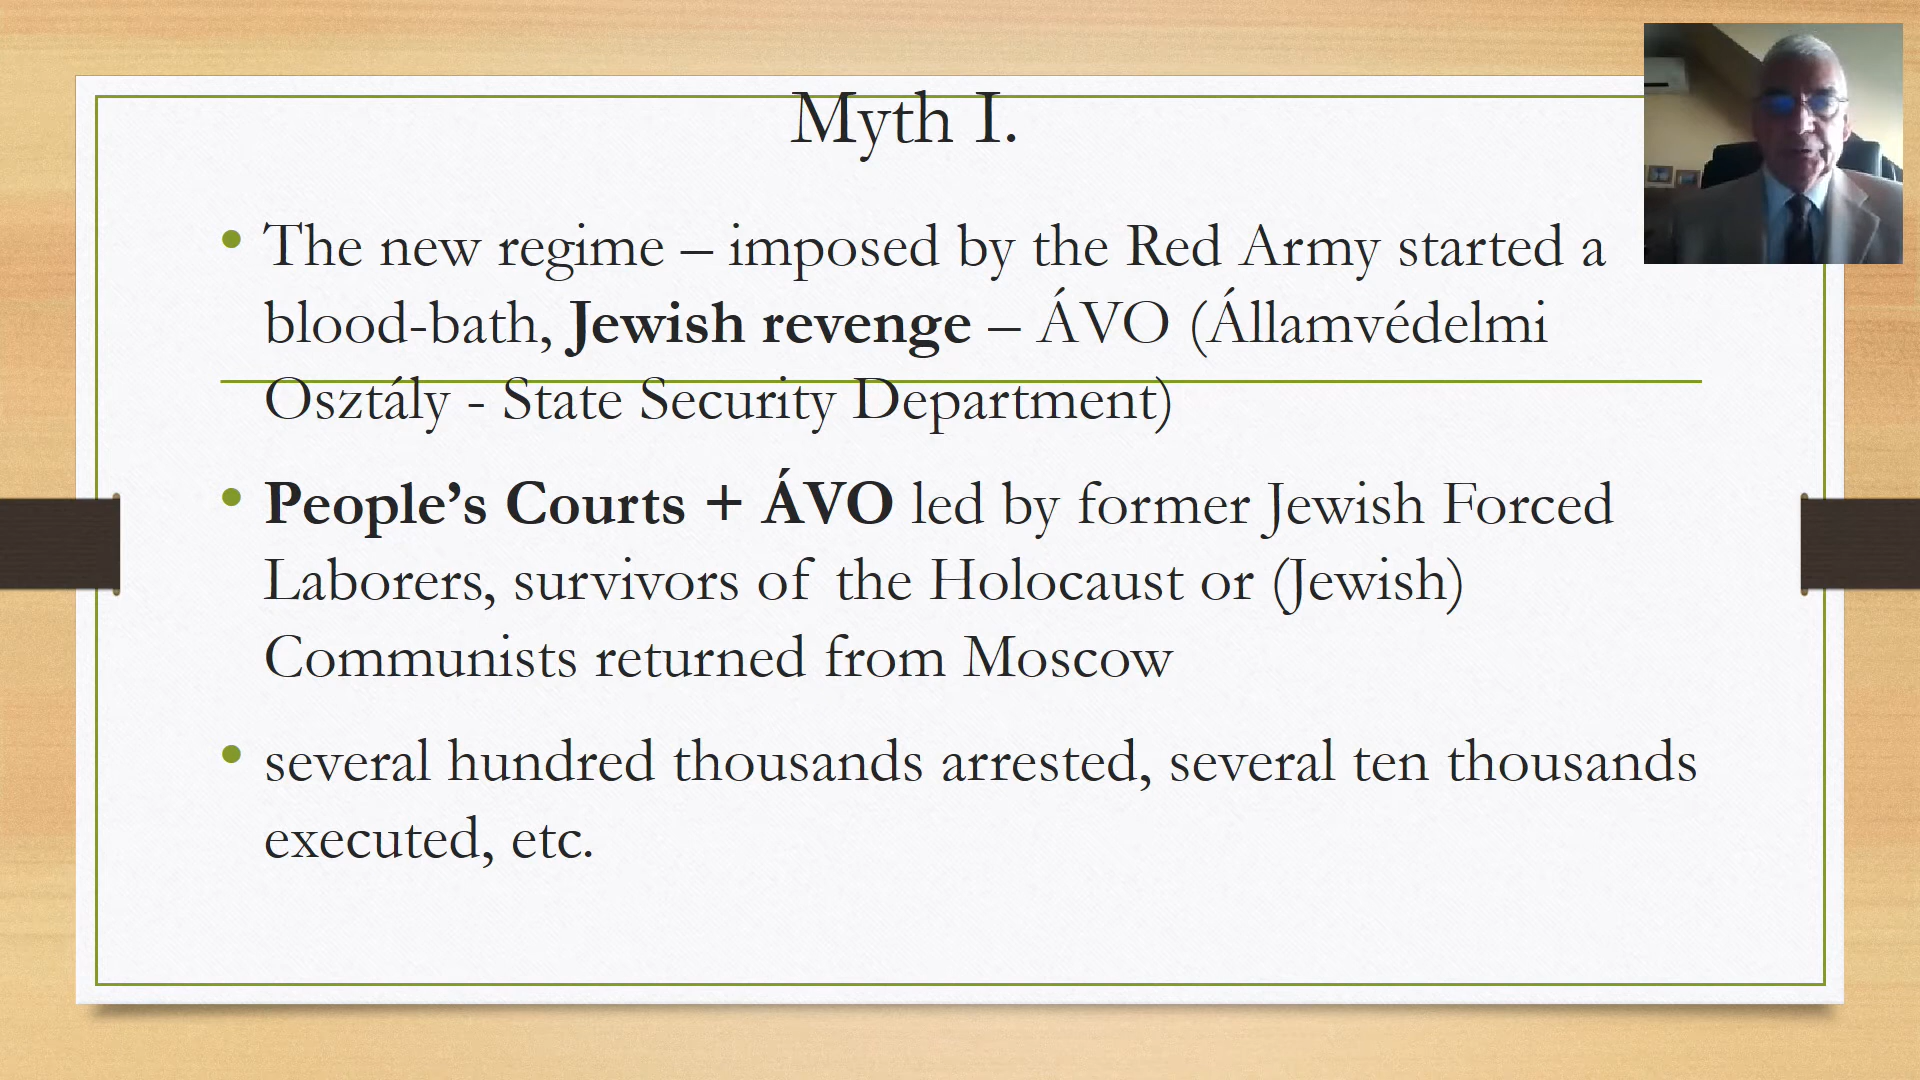 Myth I.
• The new regime – imposed by the Red Army started a
blood-bath, Jewish revenge – ÁVO (Államvédelmi
Osztály - State Security Department)
• People’s Courts + ÁVO led by former Jewish Forced
Laborers, survivors of the Holocaust or (Jewish)
Communists returned from Moscow
• several hundred thousands arrested, several ten thousands
executed, etc.